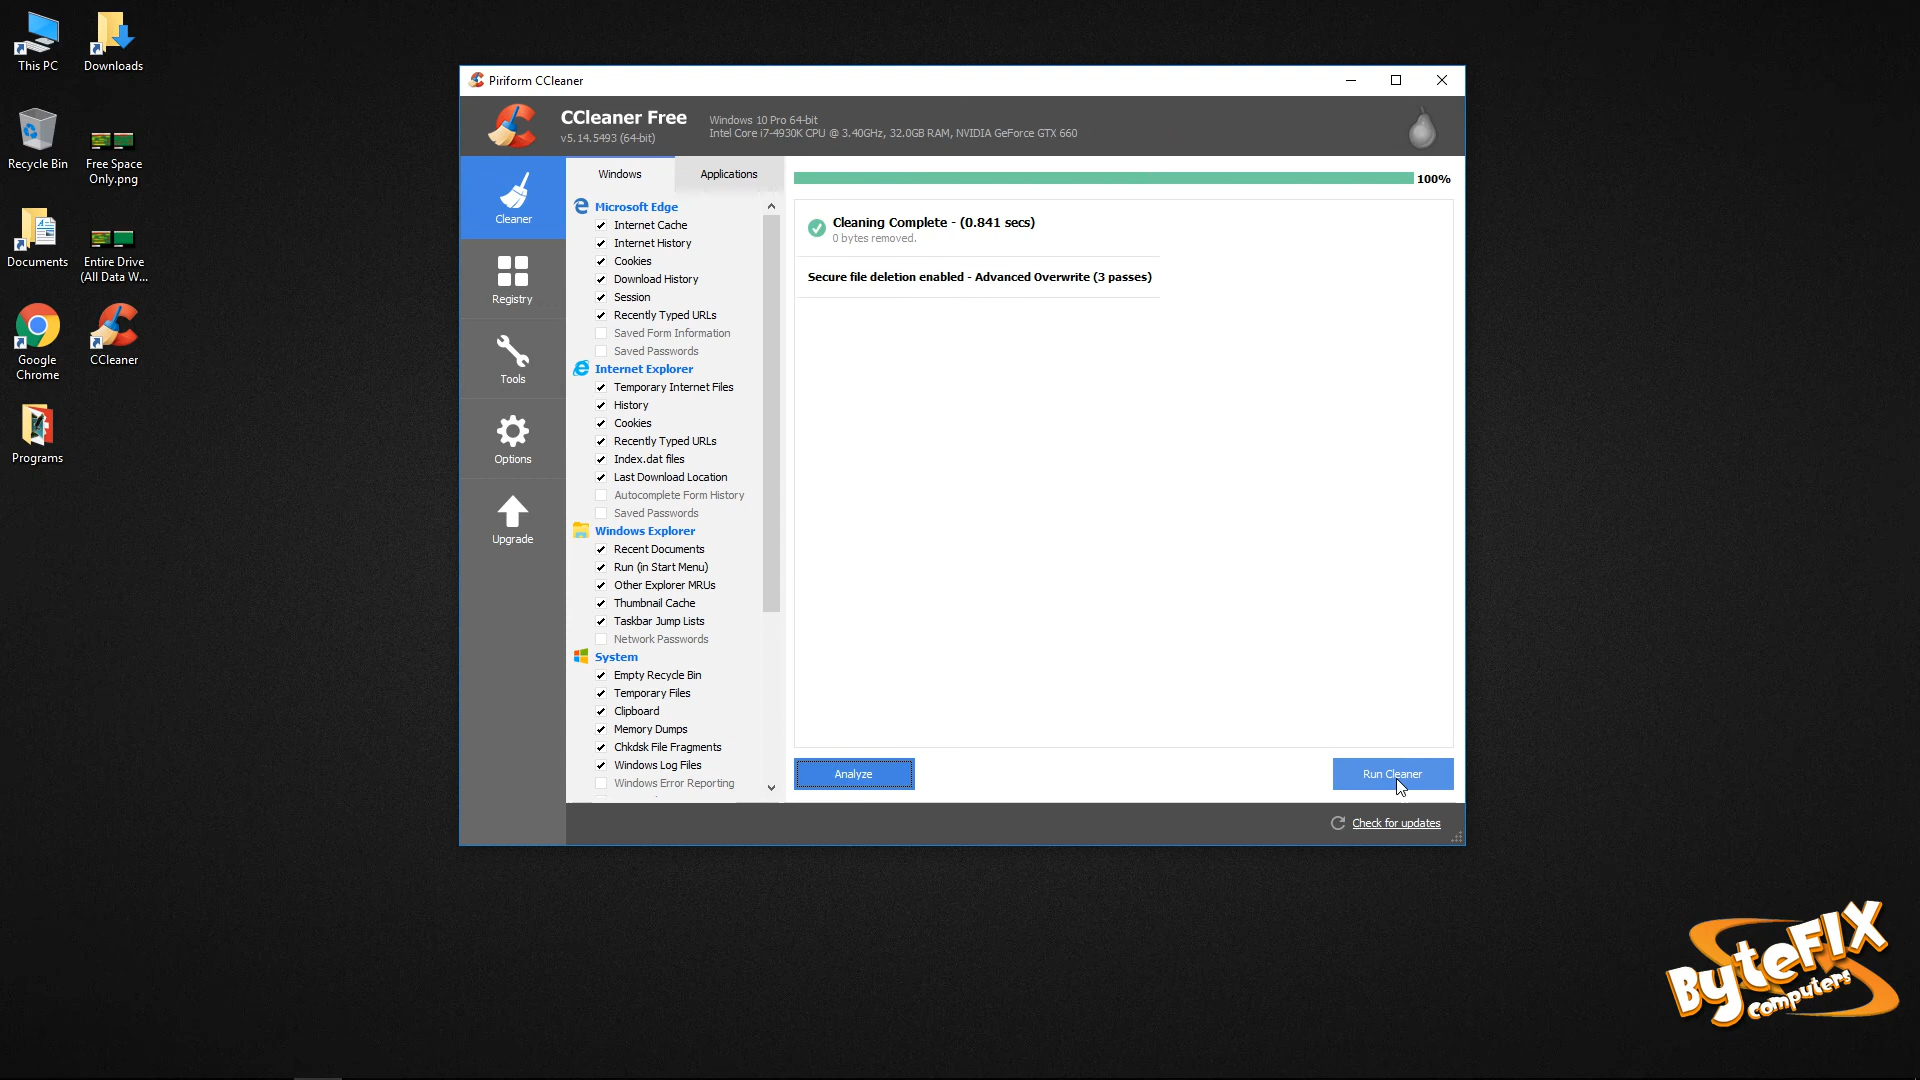 This PC
Downloads
Recycle Bin
Free Space
Only.png
Documents
Entire Drive
(All Data W...
Google
Chrome
CCleaner
Programs
Piriform CCleaner
CCleaner Free
v5.14.5493 (64-bit)
Windows 10 Pro 64-bit
Intel Core i7-4930K CPU @ 3.40GHz, 32.0GB RAM, NVIDIA GeForce GTX 660
Cleaner
Registry
Tools
Options
Upgrade
Windows
Applications
Microsoft Edge
Internet Cache
Internet History
Cookies
Download History
Session
Recently Typed URLs
Saved Form Information
Saved Passwords
Internet Explorer
Temporary Internet Files
History
Cookies
Recently Typed URLs
Index.dat files
Last Download Location
Autocomplete Form History
Saved Passwords
Windows Explorer
Recent Documents
Run (in Start Menu)
Other Explorer MRUs
Thumbnail Cache
Taskbar Jump Lists
Network Passwords
System
Empty Recycle Bin
Temporary Files
Clipboard
Memory Dumps
Chkdsk File Fragments
Windows Log Files
Windows Error Reporting
100%
Cleaning Complete - (0.841 secs)
0 bytes removed.
Secure file deletion enabled - Advanced Overwrite (3 passes)
Analyze
Run Cleaner
Check for updates
ByteFIX
Computers